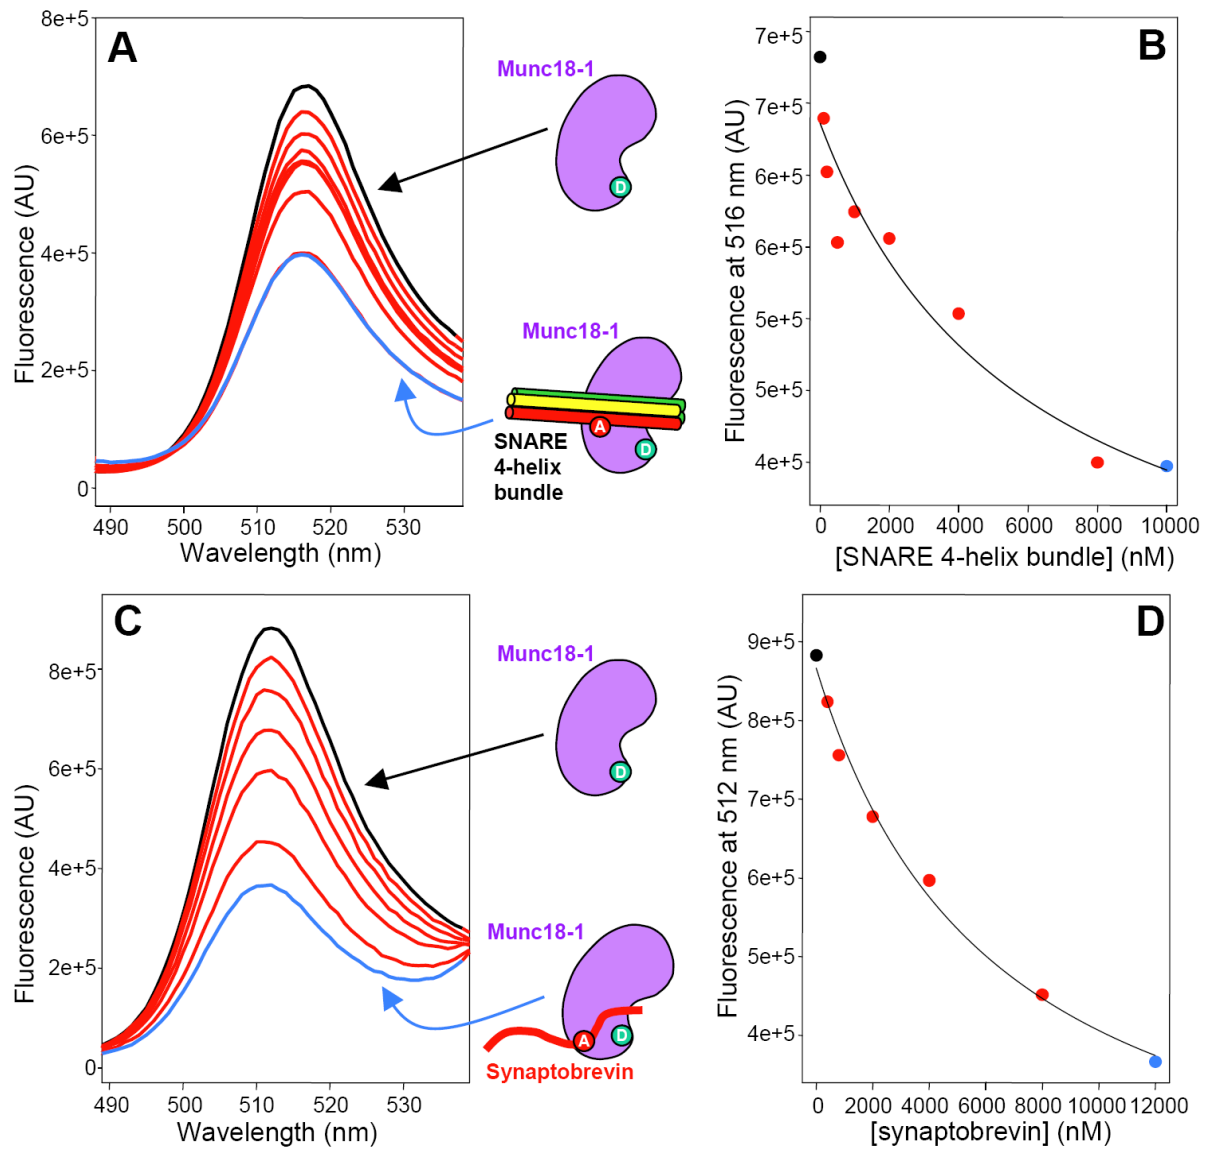 A
8e+5
6e+5
4e+5
2e+5
0
Fluorescence (AU)
490 500 510 520 530
Wavelength (nm)
Munc18-1
D
Munc18-1
A
D
SNARE
4-helix
bundle
B
7e+5
7e+5
6e+5
6e+5
5e+5
5e+5
4e+5
Fluorescence at 516 nm (AU)
0 2000 4000 6000 8000 10000
[SNARE 4-helix bundle] (nM)
C
8e+5
6e+5
4e+5
2e+5
0
Fluorescence (AU)
490 500 510 520 530
Wavelength (nm)
Munc18-1
D
Munc18-1
A
D
Synaptobrevin
D
9e+5
8e+5
7e+5
6e+5
5e+5
4e+5
Fluorescence at 512 nm (AU)
0 2000 4000 6000 8000 10000 12000
[synaptobrevin] (nM)